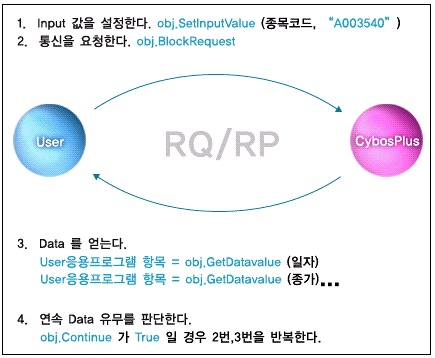 1. Input 값을 설정한다. obj.SetInputValue (종목코드, “A003540”)
2. 통신을 요청한다. obj.BlockRequest
User
RQ/RP
CybosPlus
3. Data 를 얻는다.
User응용프로그램 항목 = obj.GetDatavalue (일자)
User응용프로그램 항목 = obj.GetDatavalue (종가)...
4. 연속 Data 유무를 판단한다.
obj.Continue 가 True 일 경우 2번,3번을 반복한다.